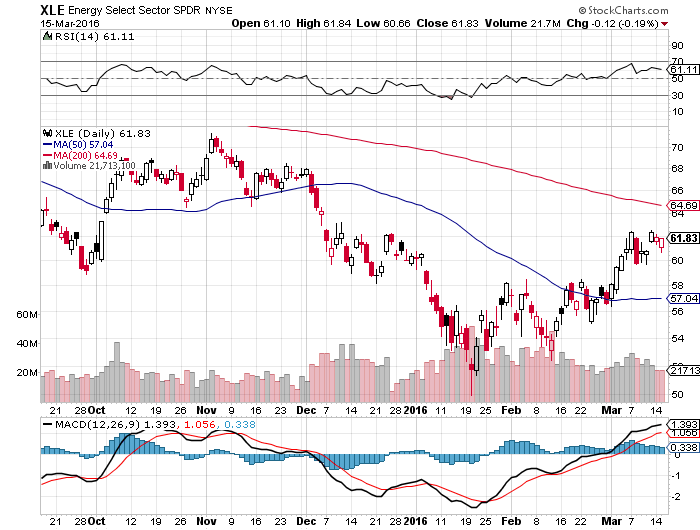 XLE Energy Select Sector SPDR NYSE © StockCharts.com
15-Mar-2016 Open 61.10 High 61.84 Low 60.66 Close 61.83 Volume 21.7M Chg -0.12 (-0.19%)
RSI(14) 61.11
90
70
61.11
50
30
10
XLE (Daily) 61.83
MA(50) 57.04
MA(200) 64.69
Volume 21,713,100
70
68
66
64.69
64
61.83
60
58
57.04
56
54
52
21713
50
60M
40M
20M
21 28 Oct 12 19 26 Nov 9 16 23 Dec 7 14 21 28 2016 11 19 25 Feb 8 16 22 Mar 7 14
MACD(12,26,9) 1.393, 1.056, 0.338
1.393
1.056
0.338
0
-1
-2
21 28 Oct 12 19 26 Nov 9 16 23 Dec 7 14 21 28 2016 11 19 25 Feb 8 16 22 Mar 7 14